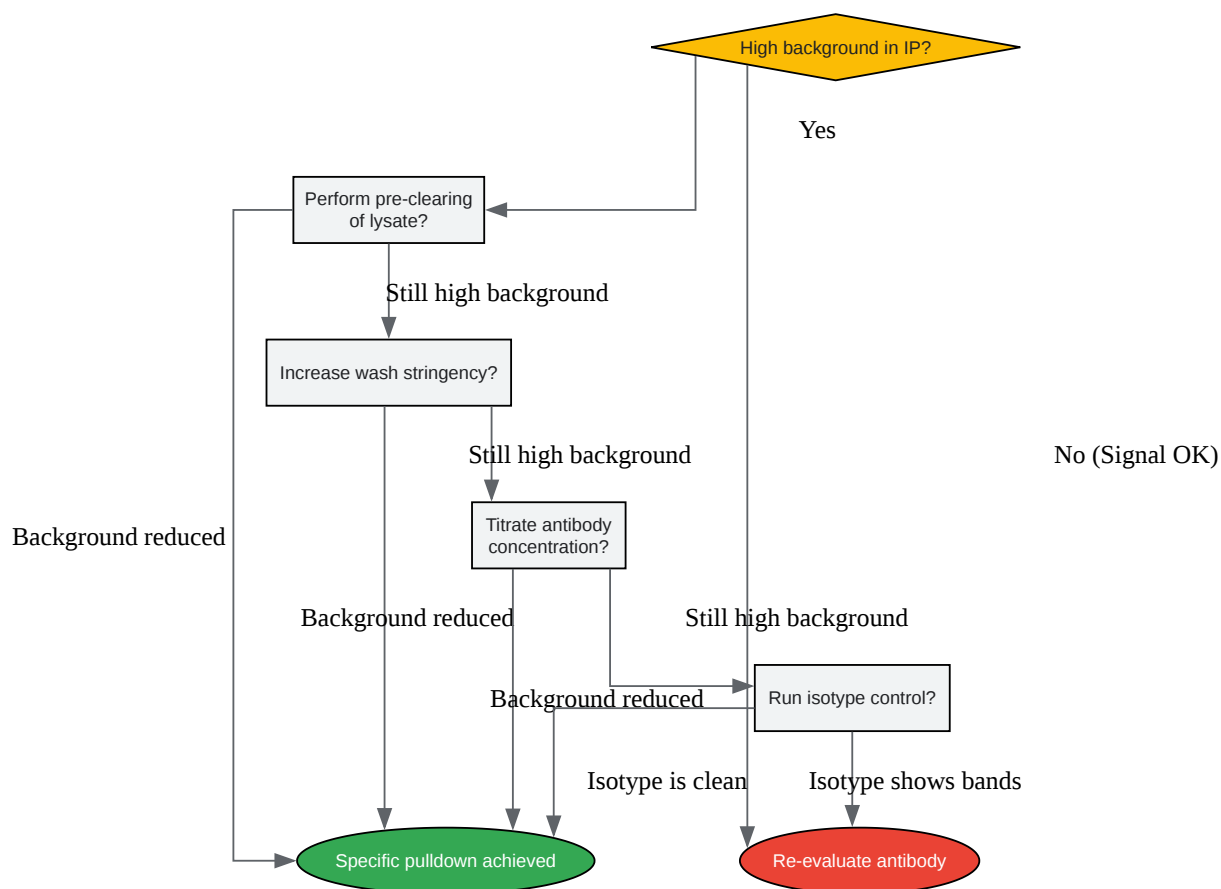 High background in IP?
Yes
Perform pre-clearing
of lysate?
Still high background
Increase wash stringency?
Still high background
No (Signal OK)
Titrate antibody
concentration?
Background reduced
Background reduced
Still high background
Background reduced
Run isotype control?
Isotype is clean
Isotype shows bands
Specific pulldown achieved
Re-evaluate antibody